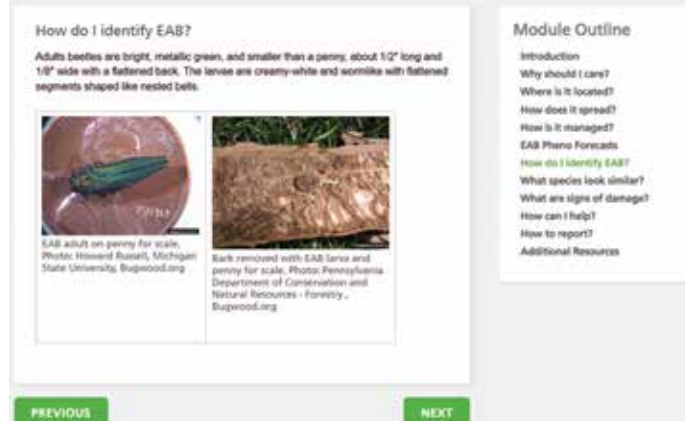 How do I identify EAB?
Adults beetles are bright, metallic green, and smaller than a penny, about 1/2" long and
1/8" wide with a flattened back. The larvae are creamy-white and wormlike with flattened
segments shaped like nested bells.
EAB adult on penny for scale,
Photo: Howard Russell, Michigan
State University, Bugwood.org
Bark removed with EAB larva and
penny for scale, Photo: Pennsylvania
Department of Conservation and
Natural Resources - Forestry ,
Bugwood.org
PREVIOUS
NEXT
Module Outline
Introduction
Why should I care?
Where is it located?
How does it spread?
How is it managed?
EAB Pheno Forecasts
How do I identify EAB?
What species look similar?
What are signs of damage?
How can I help?
How to report?
Additional Resources